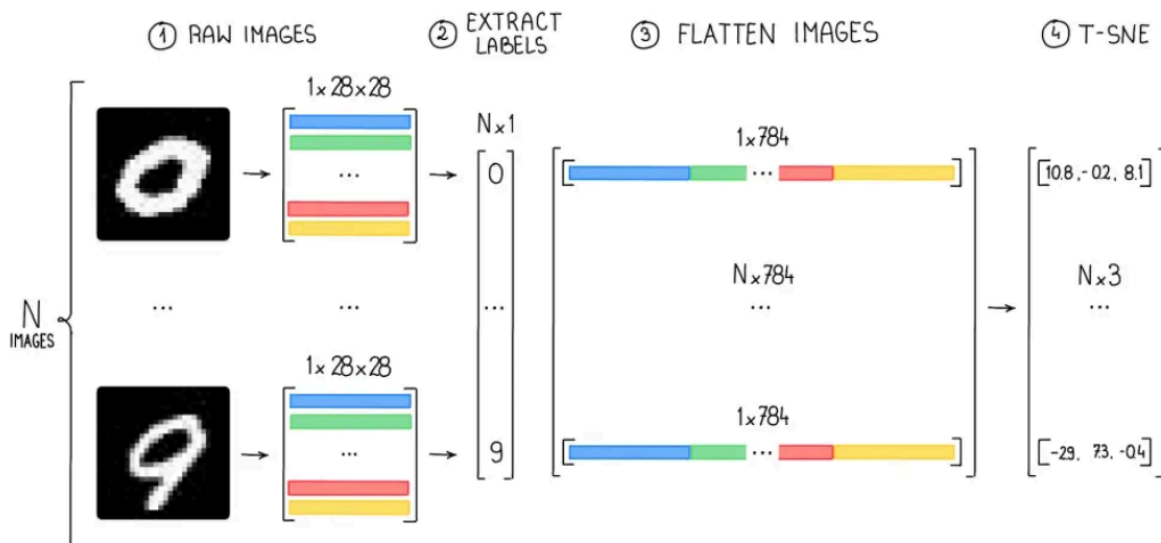 ① RAW IMAGES
② EXTRACT LABELS
③ FLATTEN IMAGES
④ T-SNE
1×28×28
N×1
1×784
0
[10.8, -0.2, 8.1]
...
N IMAGES
...
...
...
N×784
...
N×3
...
1×28×28
1×784
...
9
...
[-2.9, 7.3, -0.4]
...